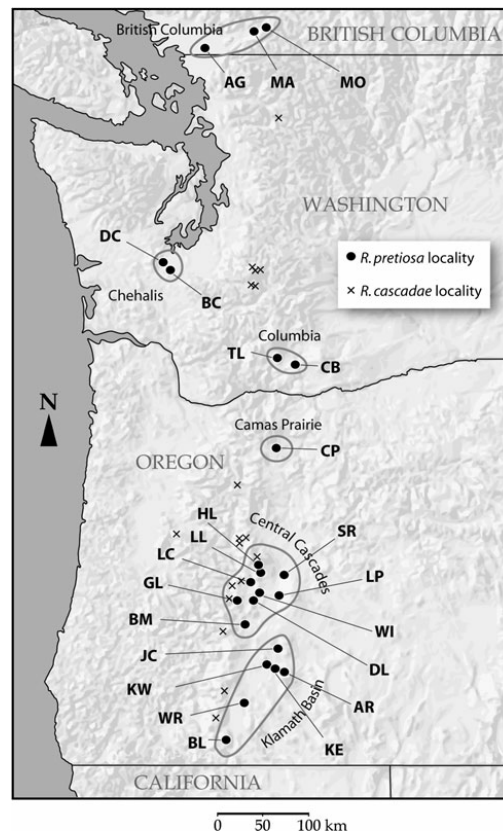 British Columbia
BRITISH COLUMBIA
AG
MA
MO
WASHINGTON
● R. pretiosa locality
× R. cascadae locality
DC
Chehalis
BC
Columbia
TL
CB
N
Camas Prairie
CP
OREGON
HL
Central Cascades
SR
LL
LC
GL
LP
BM
WI
JC
DL
KW
AR
WR
Klamath Basin
KE
BL
CALIFORNIA
0 50 100 km